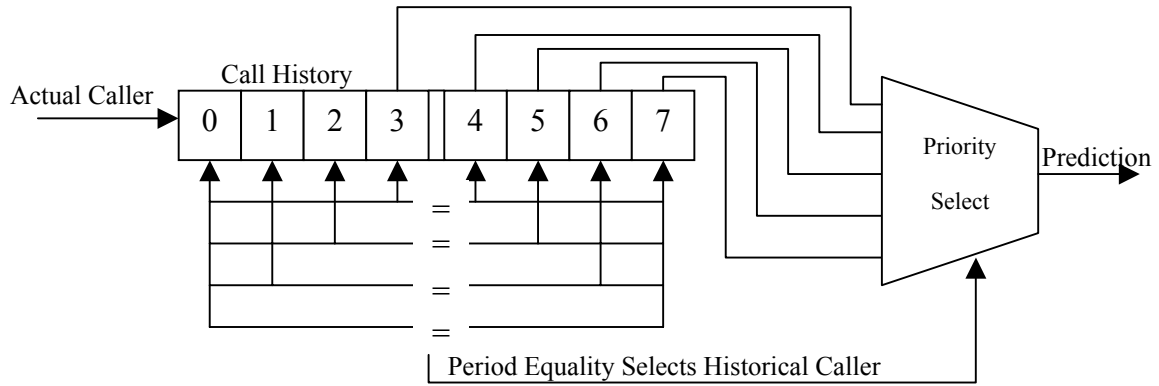 Call History
Actual Caller
0 1 2 3 4 5 6 7
Priority
Select
Prediction
=
=
=
=
Period Equality Selects Historical Caller